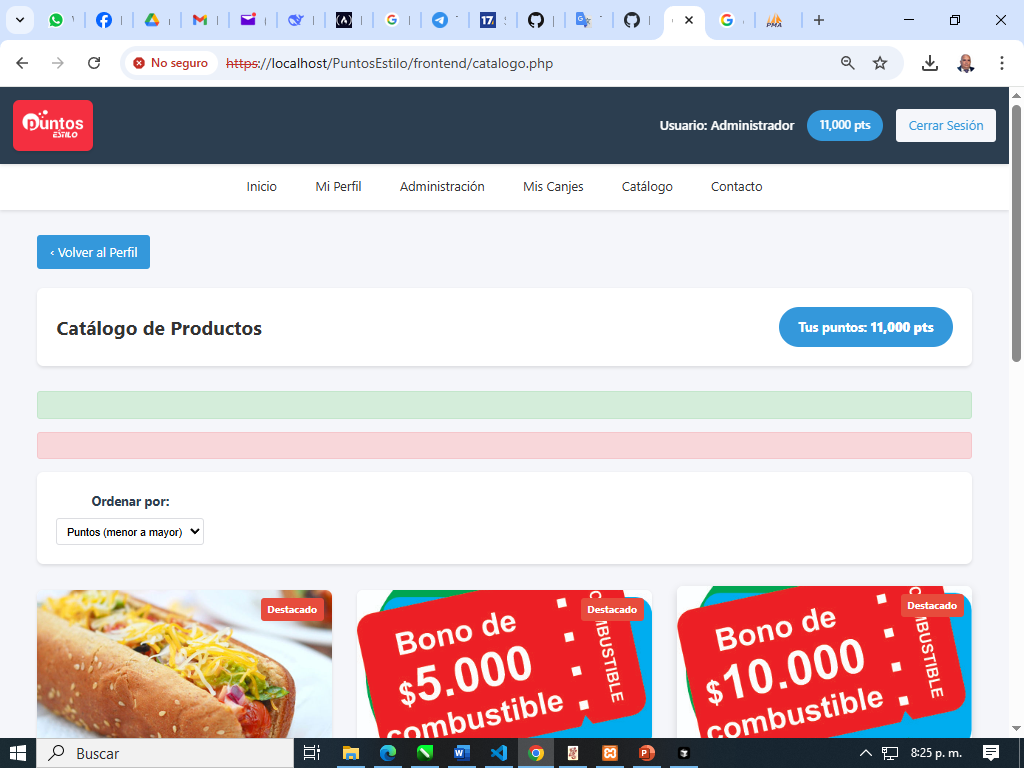 No seguro
https://localhost/PuntosEstilo/frontend/catalogo.php
puntos
ESTILO
Usuario: Administrador
11,000 pts
Cerrar Sesión
Inicio
Mi Perfil
Administración
Mis Canjes
Catálogo
Contacto
‹ Volver al Perfil
Catálogo de Productos
Tus puntos: 11,000 pts
Ordenar por:
Puntos (menor a mayor)
Destacado
Bono de
$5.000
combustible
Destacado
Bono de
$10.000
combustible
Destacado
Buscar
8:25 p. m.